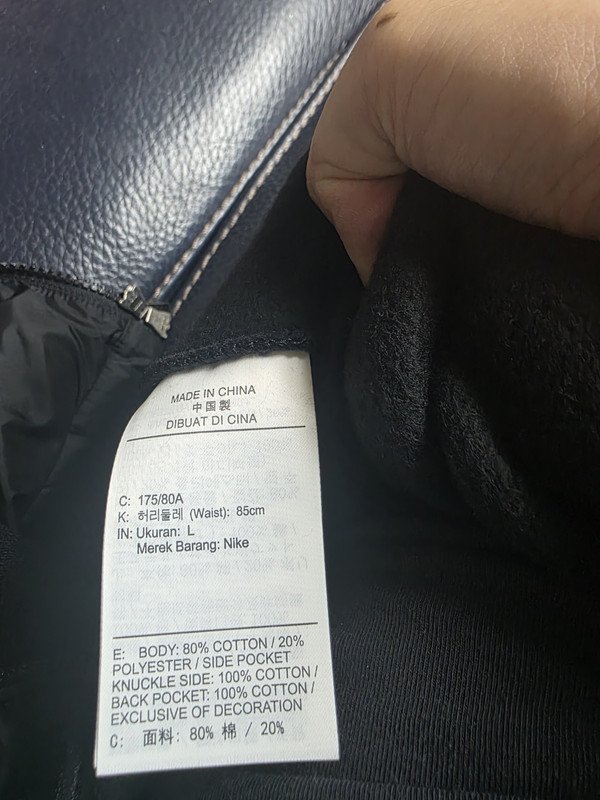 MADE IN CHINA
中国製
DIBUAT DI CINA
C: 175/80A
K: 허리둘레 (Waist): 85cm
IN: Ukuran: L
Merek Barang: Nike
E: BODY: 80% COTTON / 20%
POLYESTER / SIDE POCKET
KNUCKLE SIDE: 100% COTTON /
BACK POCKET: 100% COTTON /
EXCLUSIVE OF DECORATION
C: 面料: 80% 棉 / 20%